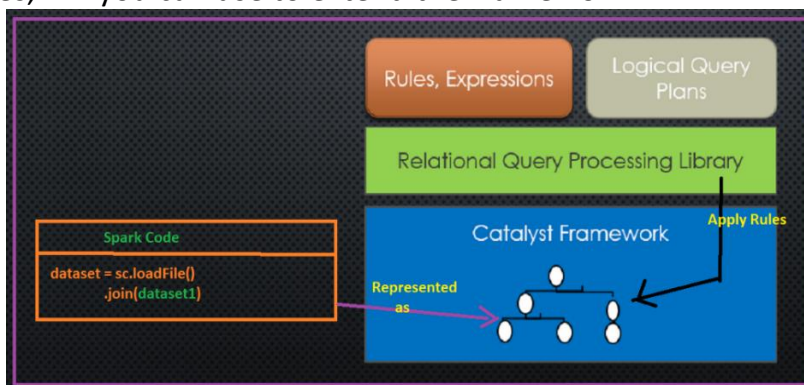 Rules, Expressions
Logical Query
Plans
Relational Query Processing Library
Spark Code
dataset = sc.loadFile()
.join(dataset1)
Represented
as
Catalyst Framework
Apply Rules